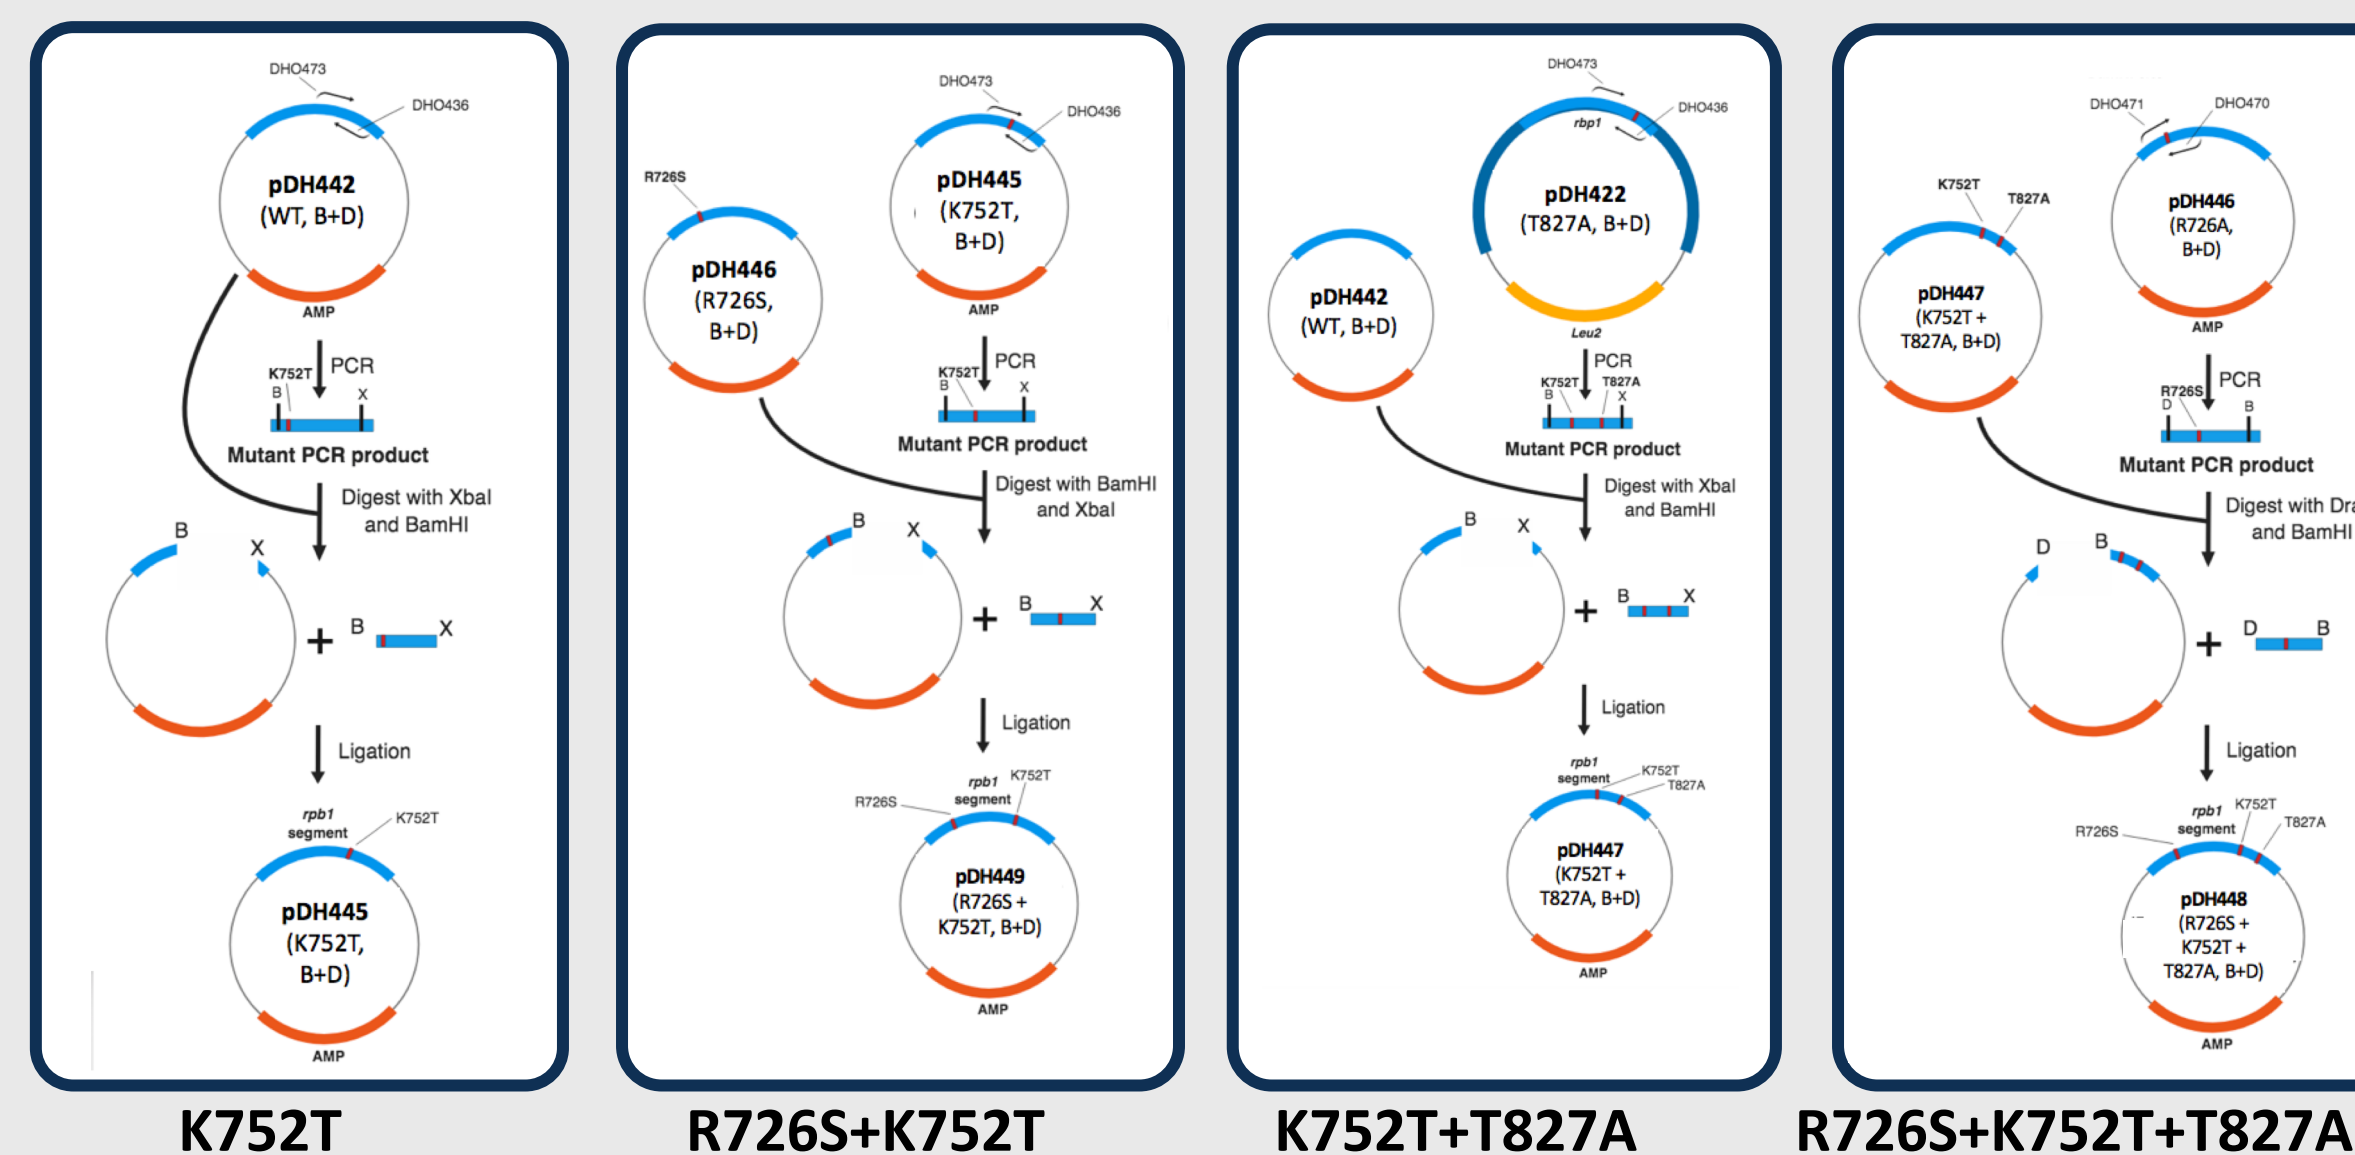 DHO473
DHO436
pDH442
(WT, B+D)
AMP
PCR
K752T
B
X
Mutant PCR product
Digest with XbaI
and BamHI
B
X
+
B
X
Ligation
rpb1
segment
K752T
pDH445
(K752T,
B+D)
AMP
K752T
DHO473
DHO436
R726S
pDH445
(K752T,
B+D)
pDH446
(R726S,
B+D)
AMP
PCR
K752T
B
X
Mutant PCR product
Digest with BamHI
and XbaI
B
X
+
B
X
Ligation
rpb1
segment
K752T
R726S
pDH449
(R726S +
K752T, B+D)
AMP
R726S+K752T
DHO473
DHO436
rbp1
pDH422
(T827A, B+D)
pDH442
(WT, B+D)
Leu2
PCR
K752T
T827A
B
X
Mutant PCR product
Digest with XbaI
and BamHI
B
X
+
B
X
Ligation
rpb1
segment
K752T
T827A
pDH447
(K752T +
T827A, B+D)
AMP
K752T+T827A
DHO471
DHO470
K752T
T827A
pDH446
(R726A,
B+D)
pDH447
(K752T +
T827A, B+D)
AMP
PCR
R726S
D
B
Mutant PCR product
Digest with Dra
and BamHI
D
B
+
D
B
Ligation
rpb1
segment
K752T
T827A
R726S
pDH448
(R726S +
K752T +
T827A, B+D)
AMP
R726S+K752T+T827A